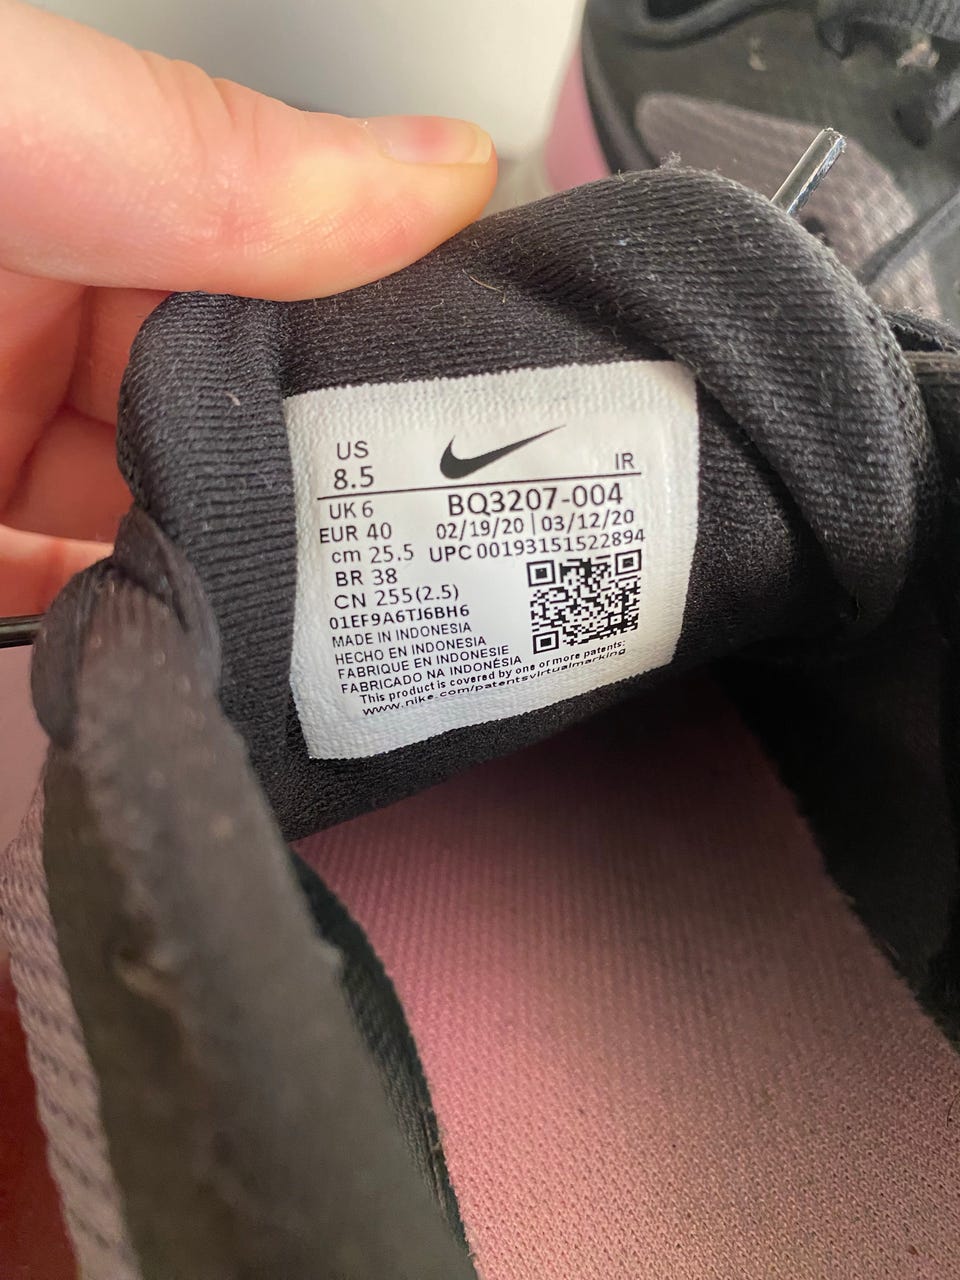 US
8.5
IR
UK 6
BQ3207-004
EUR 40
02/19/20 | 03/12/20
cm 25.5
UPC 00193151522894
BR 38
CN 255(2.5)
01EF9A6TJ6BH6
MADE IN INDONESIA
HECHO EN INDONESIA
FABRIQUE EN INDONESIE
FABRICADO NA INDONÉSIA
This product is covered by one or more patents:
www.nike.com/patentsvirtualmarking